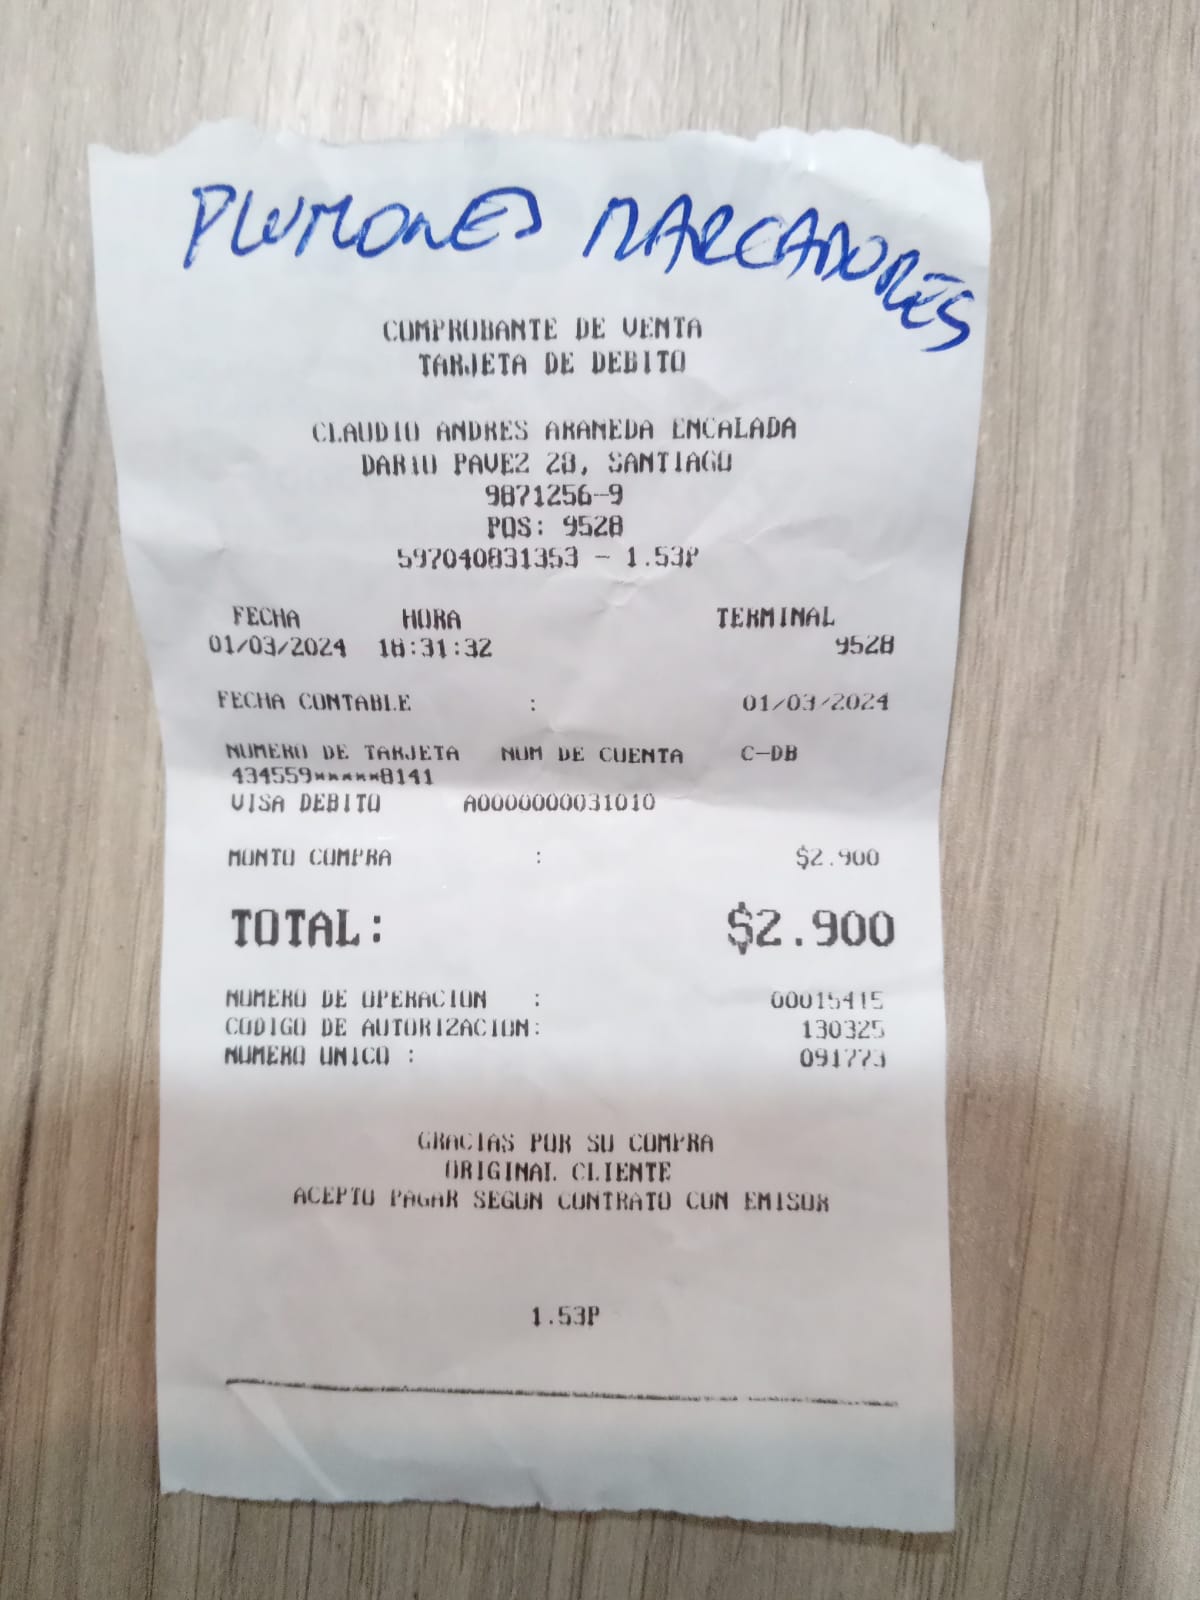 PLUMONES MARCADORES
COMPROBANTE DE VENTA
TARJETA DE DEBITO
CLAUDIO ANDRES ARANEDA ENCALADA
DARIO PAVEZ 28, SANTIAGO
9871256-9
POS: 9528
597040831353 - 1.53P
FECHA HORA TERMINAL
01/03/2024 18:31:32 9528
FECHA CONTABLE : 01/03/2024
NUMERO DE TARJETA NUM DE CUENTA C-DB
434559*****8141
VISA DEBITO A0000000031010
MONTO COMPRA : $2.900
TOTAL: $2.900
NUMERO DE OPERACION : 00015415
CODIGO DE AUTORIZACION: 130325
NUMERO UNICO : 091773
GRACIAS POR SU COMPRA
ORIGINAL CLIENTE
ACEPTO PAGAR SEGUN CONTRATO CON EMISOR
1.53P